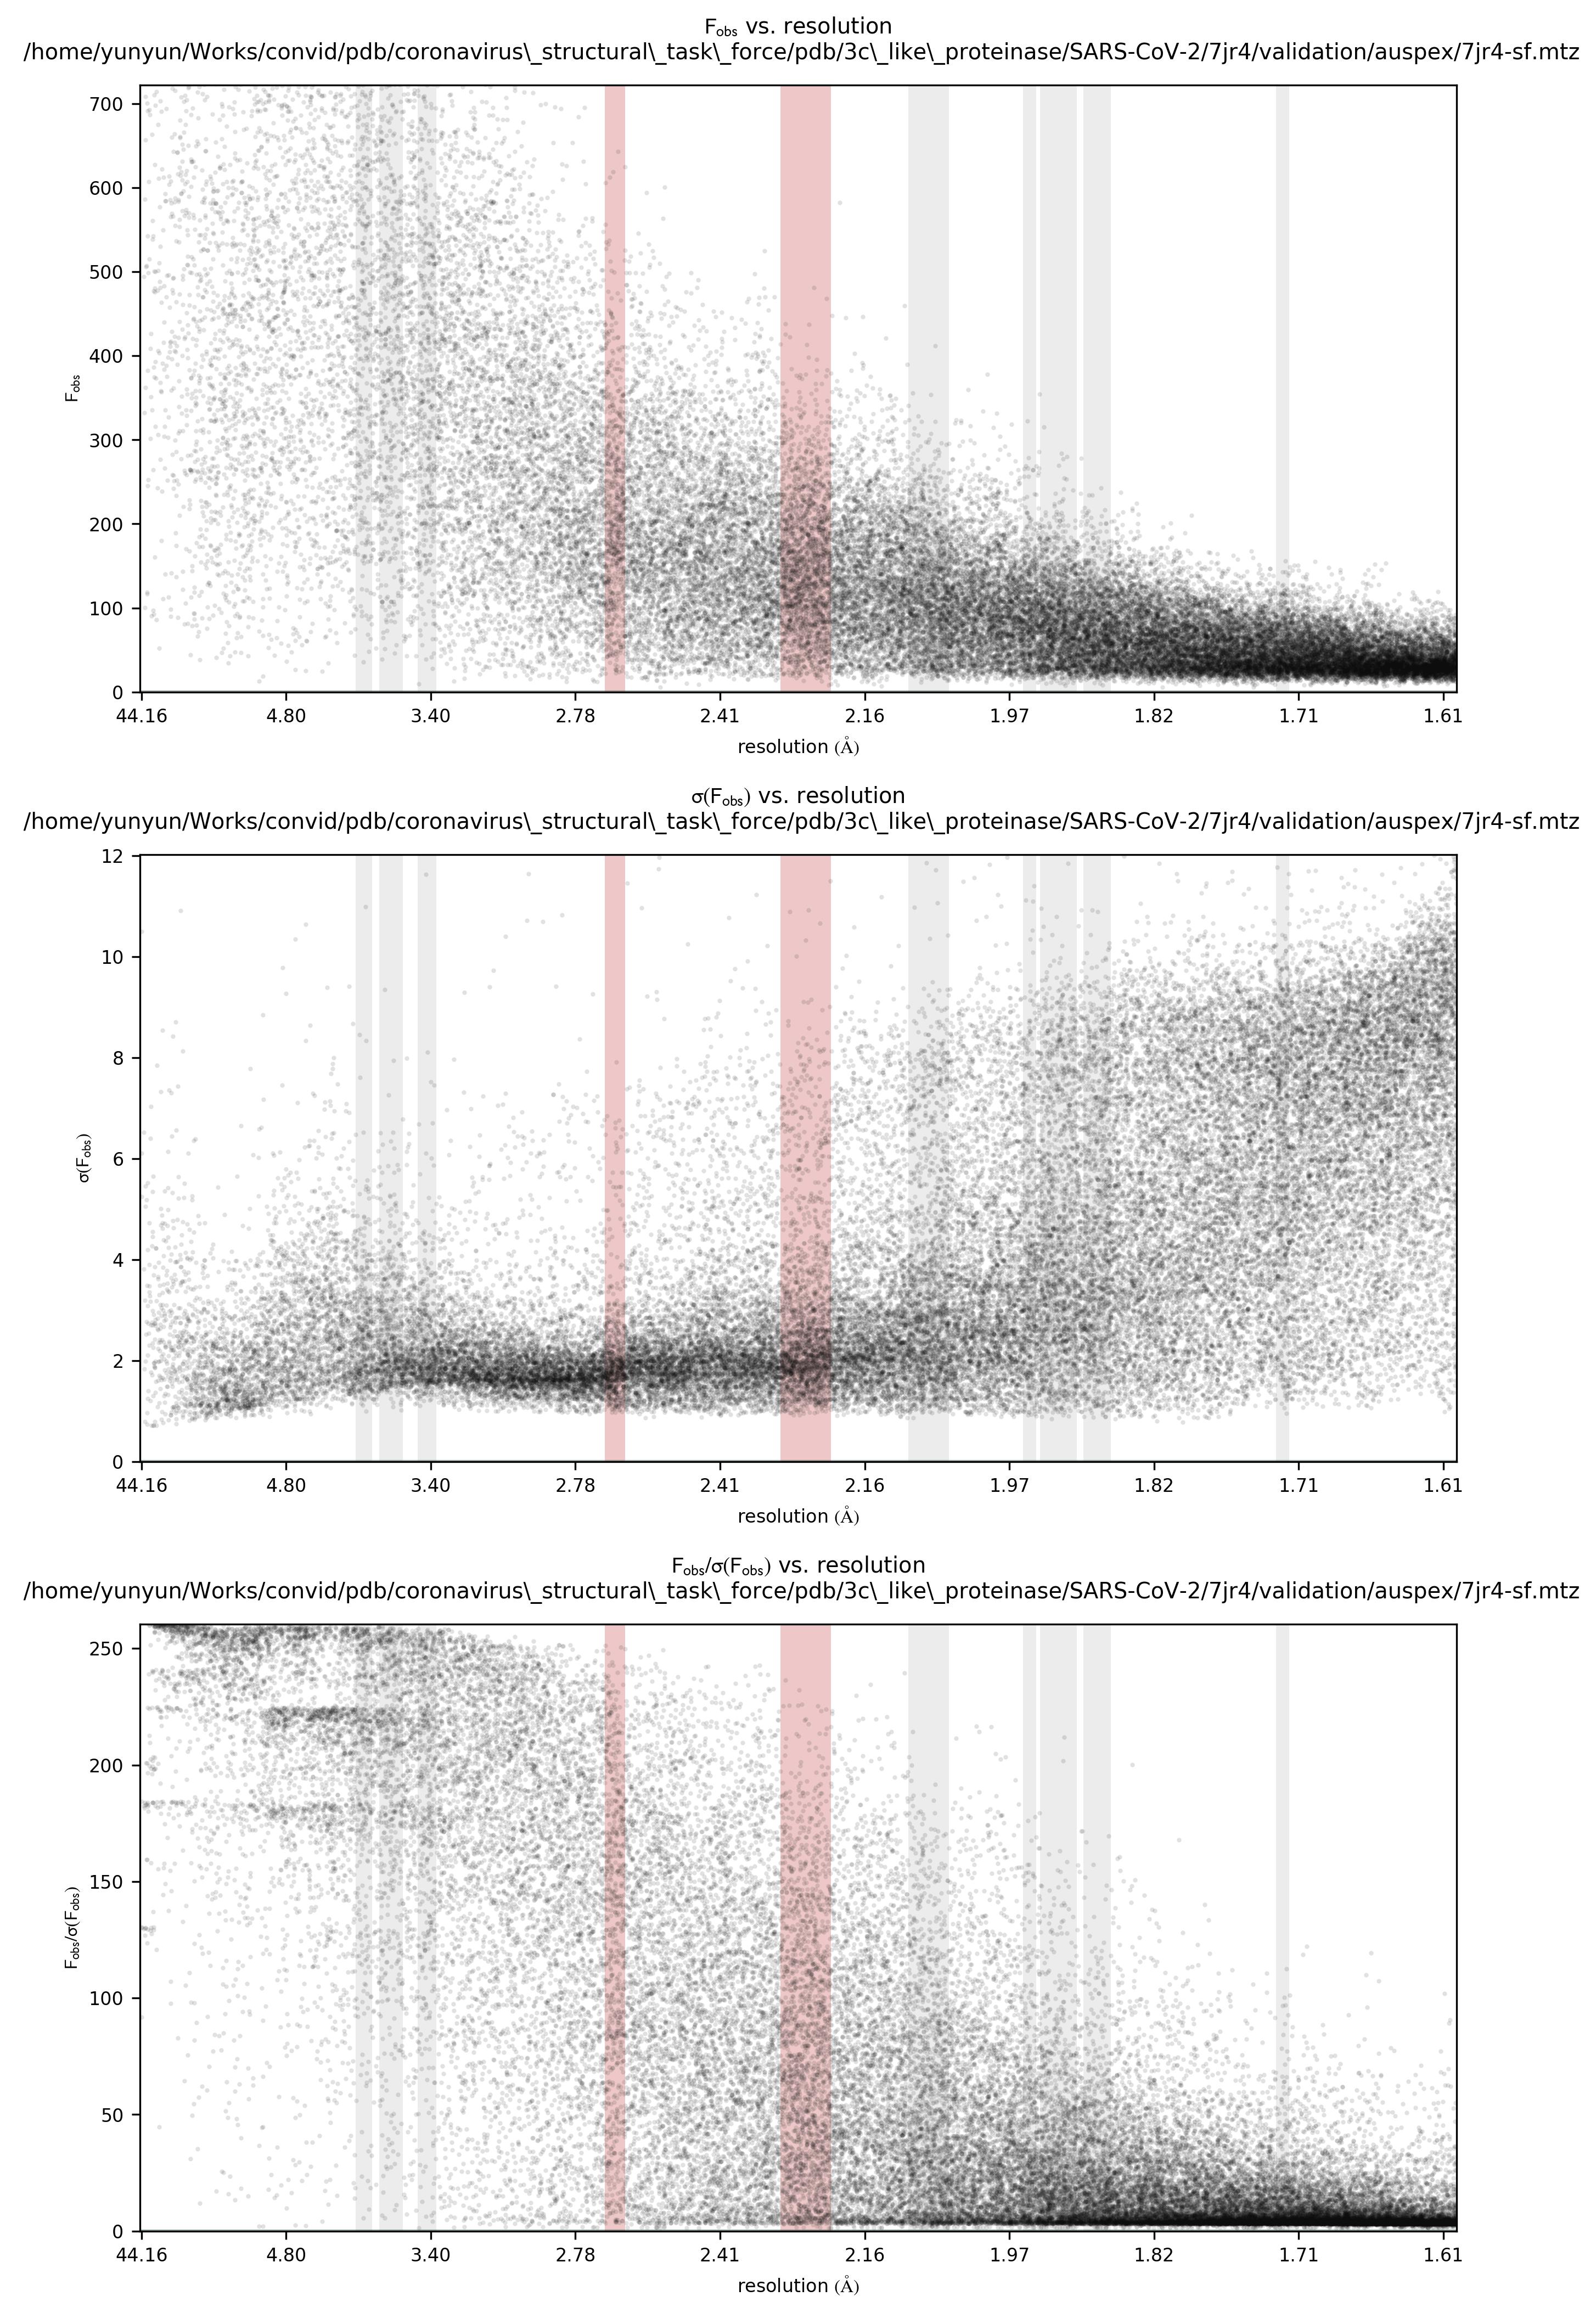 F_obs vs. resolution
/home/yunyun/Works/convid/pdb/coronavirus\_structural\_task\_force/pdb/3c\_like\_proteinase/SARS-CoV-2/7jr4/validation/auspex/7jr4-sf.mtz
700
600
500
400
300
200
100
0
F_obs
44.16 4.80 3.40 2.78 2.41 2.16 1.97 1.82 1.71 1.61
resolution (Å)
σ(F_obs) vs. resolution
/home/yunyun/Works/convid/pdb/coronavirus\_structural\_task\_force/pdb/3c\_like\_proteinase/SARS-CoV-2/7jr4/validation/auspex/7jr4-sf.mtz
12
10
8
6
4
2
0
σ(F_obs)
44.16 4.80 3.40 2.78 2.41 2.16 1.97 1.82 1.71 1.61
resolution (Å)
F_obs/σ(F_obs) vs. resolution
/home/yunyun/Works/convid/pdb/coronavirus\_structural\_task\_force/pdb/3c\_like\_proteinase/SARS-CoV-2/7jr4/validation/auspex/7jr4-sf.mtz
250
200
150
100
50
0
F_obs/σ(F_obs)
44.16 4.80 3.40 2.78 2.41 2.16 1.97 1.82 1.71 1.61
resolution (Å)